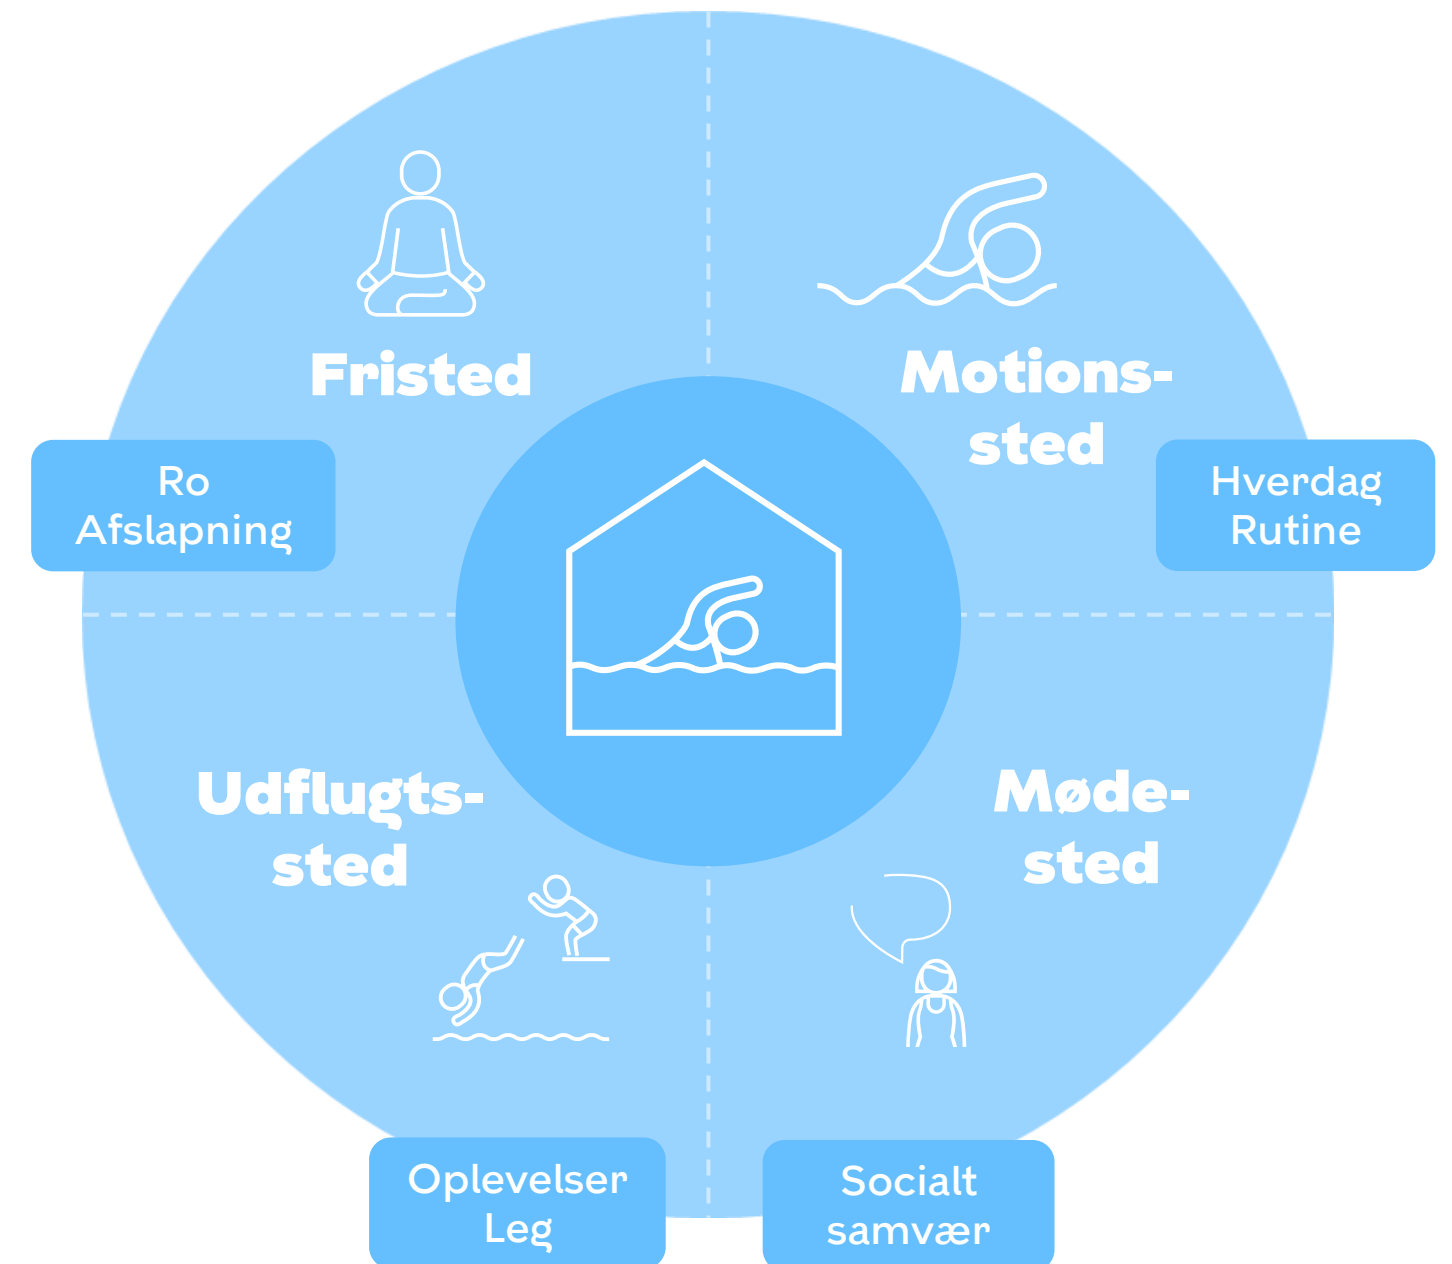 Fristed
Motions-
sted
Ro
Afslapning
Hverdag
Rutine
Udflugts-
sted
Møde-
sted
Oplevelser
Leg
Socialt
samvær